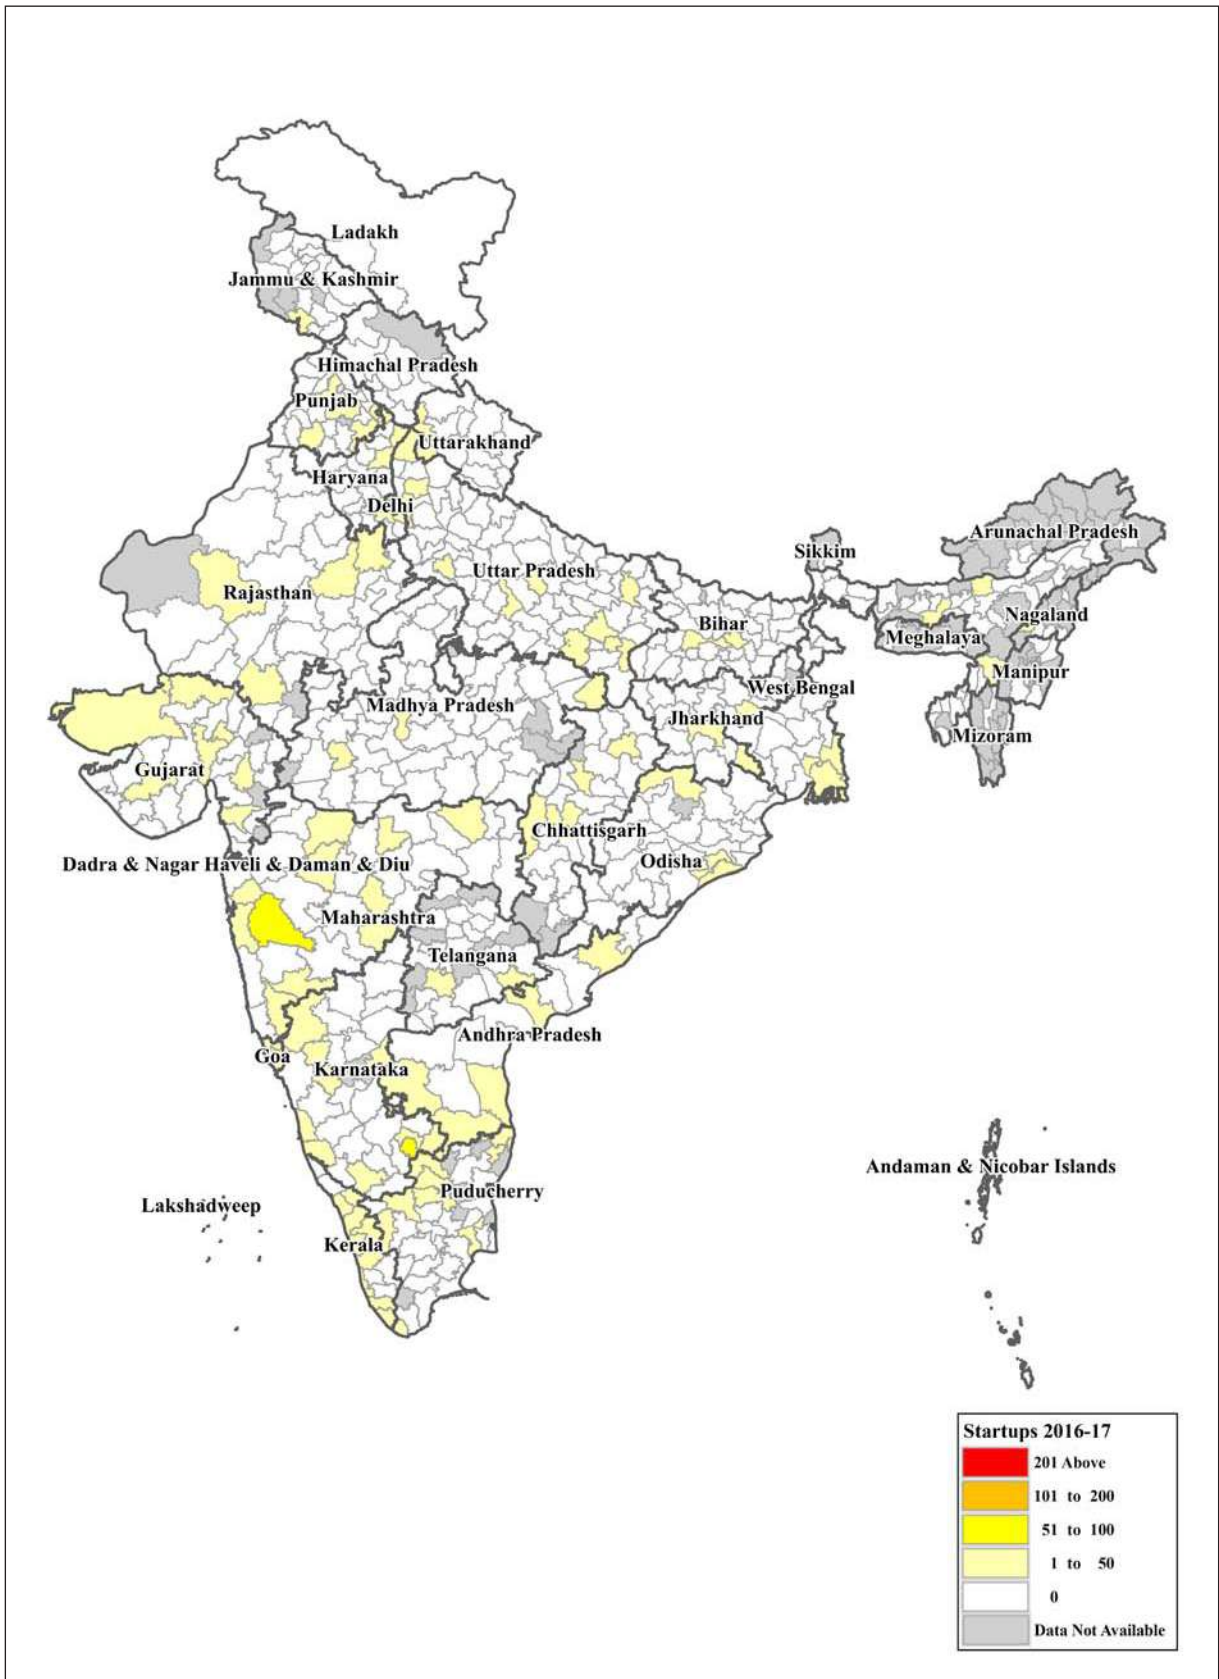 Ladakh
Jammu & Kashmir
Himachal Pradesh
Punjab
Uttarakhand
Haryana
Delhi
Arunachal Pradesh
Sikkim
Uttar Pradesh
Rajasthan
Nagaland
Bihar
Meghalaya
Manipur
West Bengal
Madhya Pradesh
Jharkhand
Mizoram
Gujarat
Chhattisgarh
Odisha
Dadra & Nagar Haveli & Daman & Diu
Maharashtra
Telangana
Andhra Pradesh
Goa
Karnataka
Andaman & Nicobar Islands
Puducherry
Lakshadweep
Kerala
Startups 2016-17
201 Above
101 to 200
51 to 100
1 to 50
0
Data Not Available